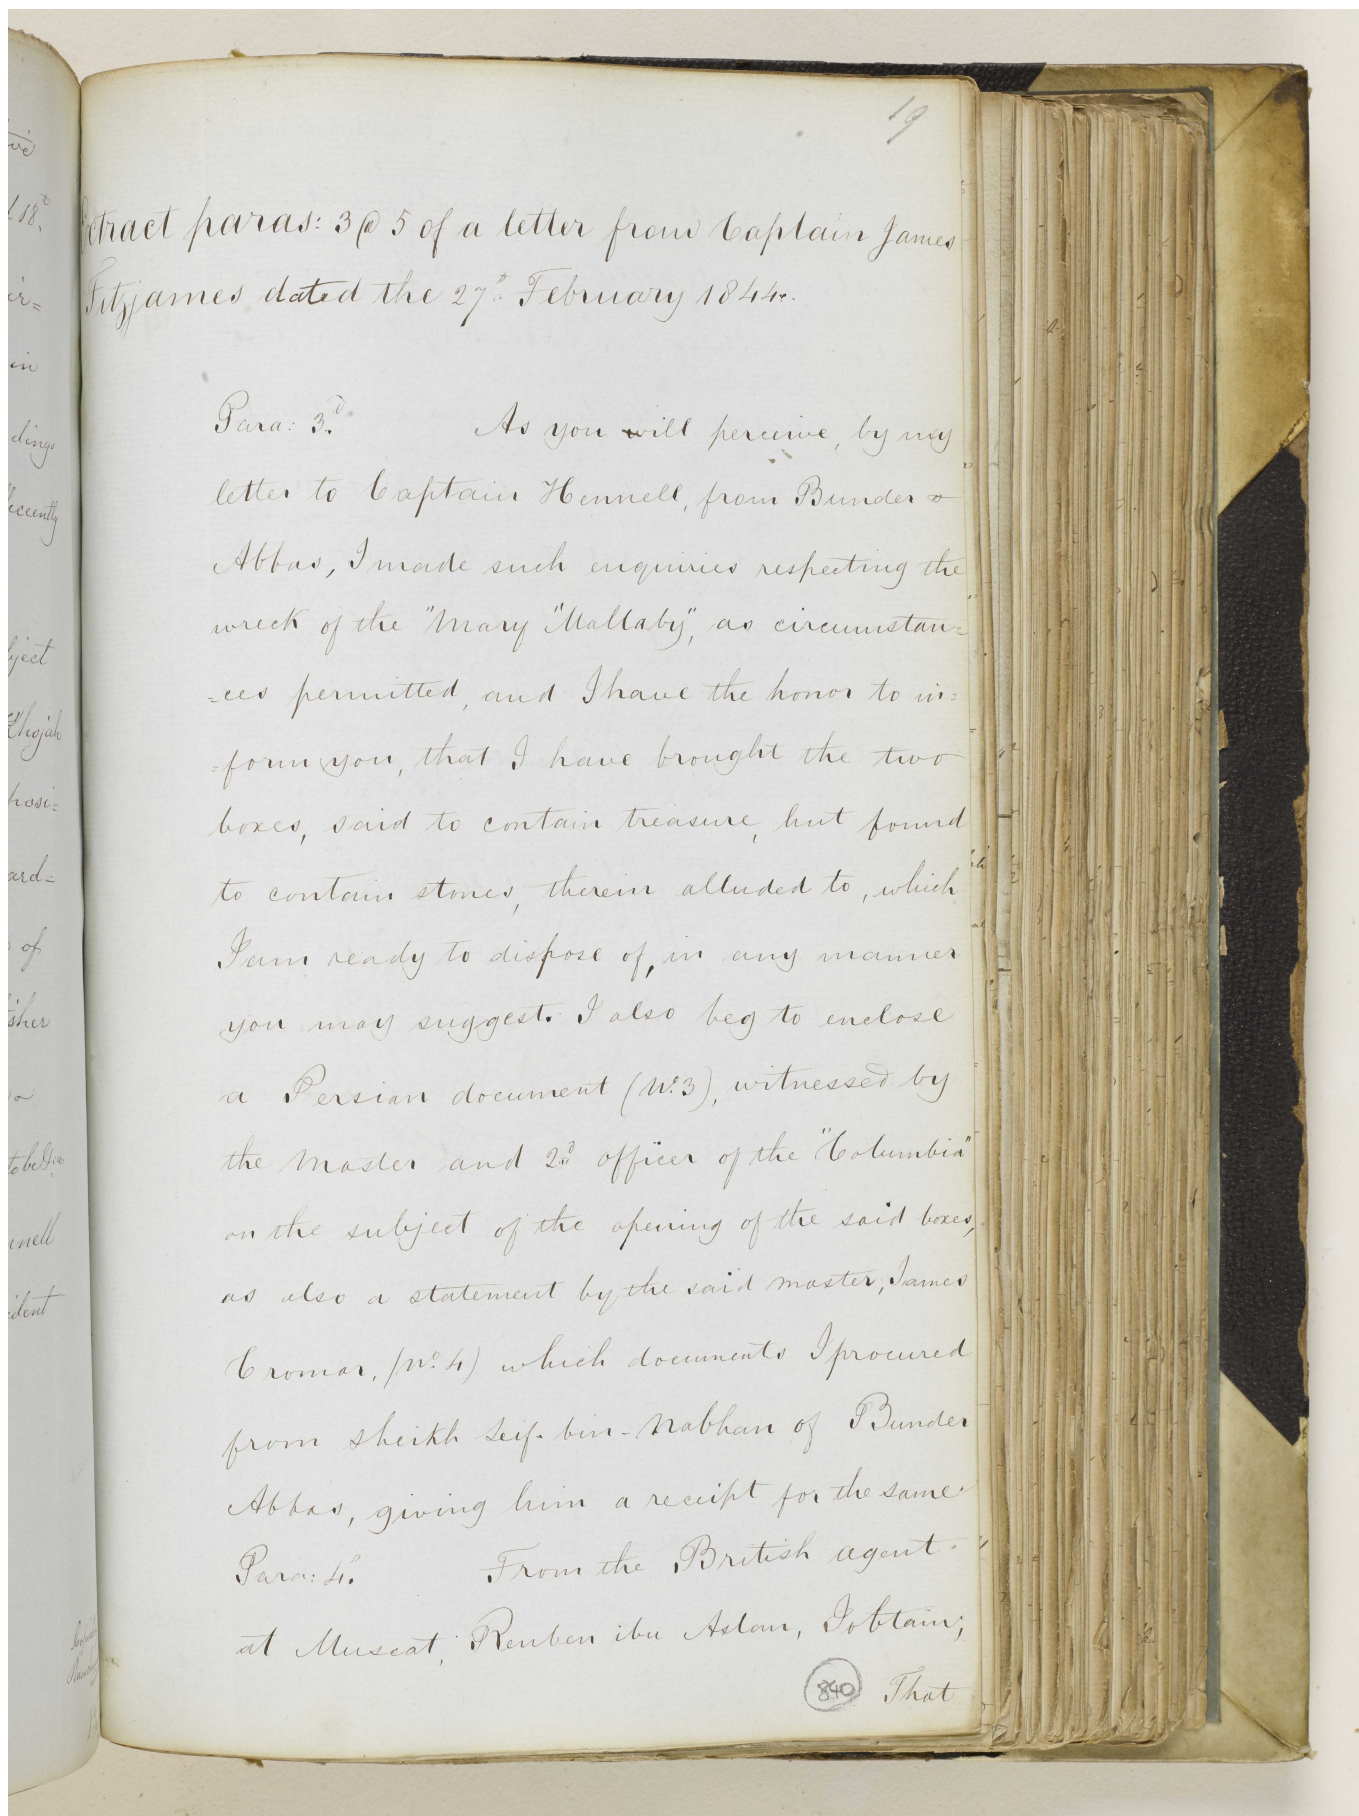 19
Extract paras: 3 @ 5 of a letter from Captain James
Fitzjames dated the 27th February 1844.
Para: 3d. As you will perceive, by my
letter to Captain Hennell, from Bunder
Abbas, I made such enquiries respecting the
wreck of the "Mary "Mallaby", as circumstan=
=ces permitted, and I have the honor to in=
=form you, that I have brought the two
boxes, said to contain treasure, but found
to contain stones, therein alluded to, which
I am ready to dispose of, in any manner
you may suggest. I also beg to enclose
a Persian document (No. 3), witnessed by
the Master and 2d. officer of the "Columbia"
on the subject of the opening of the said boxes,
as also a statement by the said master, James
Cromar, (No. 4) which documents I procured
from sheikh Seif-bin-Nabhan of Bunder
Abbas, giving him a receipt for the same.
Para: 4. From the British agent
at Muscat, Reuben ibu Aslan, I obtain;
840 That